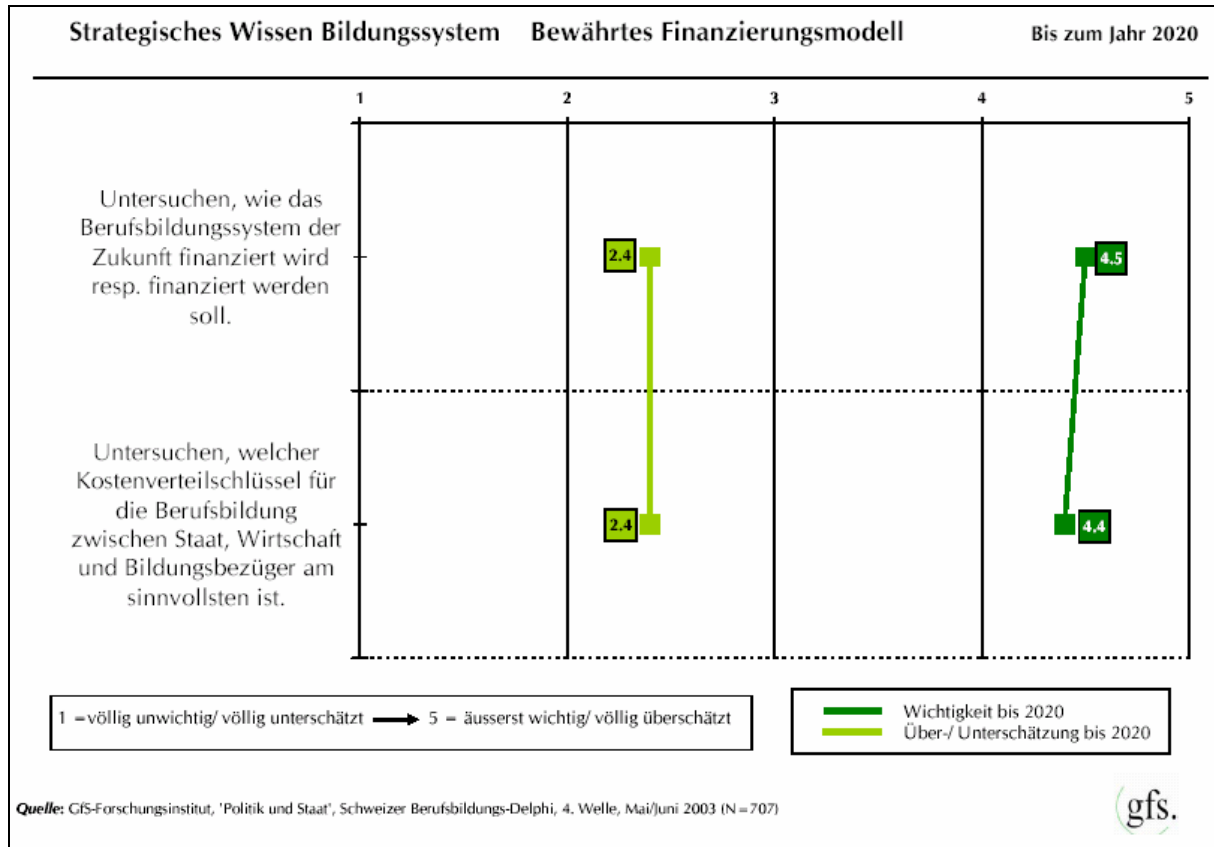 Strategisches Wissen Bildungssystem Bewährtes Finanzierungsmodell Bis zum Jahr 2020
1 2 3 4 5
Untersuchen, wie das
Berufsbildungssystem der
Zukunft finanziert wird
resp. finanziert werden
soll.
2.4 4.5
Untersuchen, welcher
Kostenverteilschlüssel für
die Berufsbildung
zwischen Staat, Wirtschaft
und Bildungsbezüger am
sinnvollsten ist.
2.4 4.4
1 =völlig unwichtig/ völlig unterschätzt → 5 = äusserst wichtig/ völlig überschätzt
Wichtigkeit bis 2020
Über-/ Unterschätzung bis 2020
Quelle: GfS-Forschungsinstitut, 'Politik und Staat', Schweizer Berufsbildungs-Delphi, 4. Welle, Mai/Juni 2003 (N=707)
gfs.